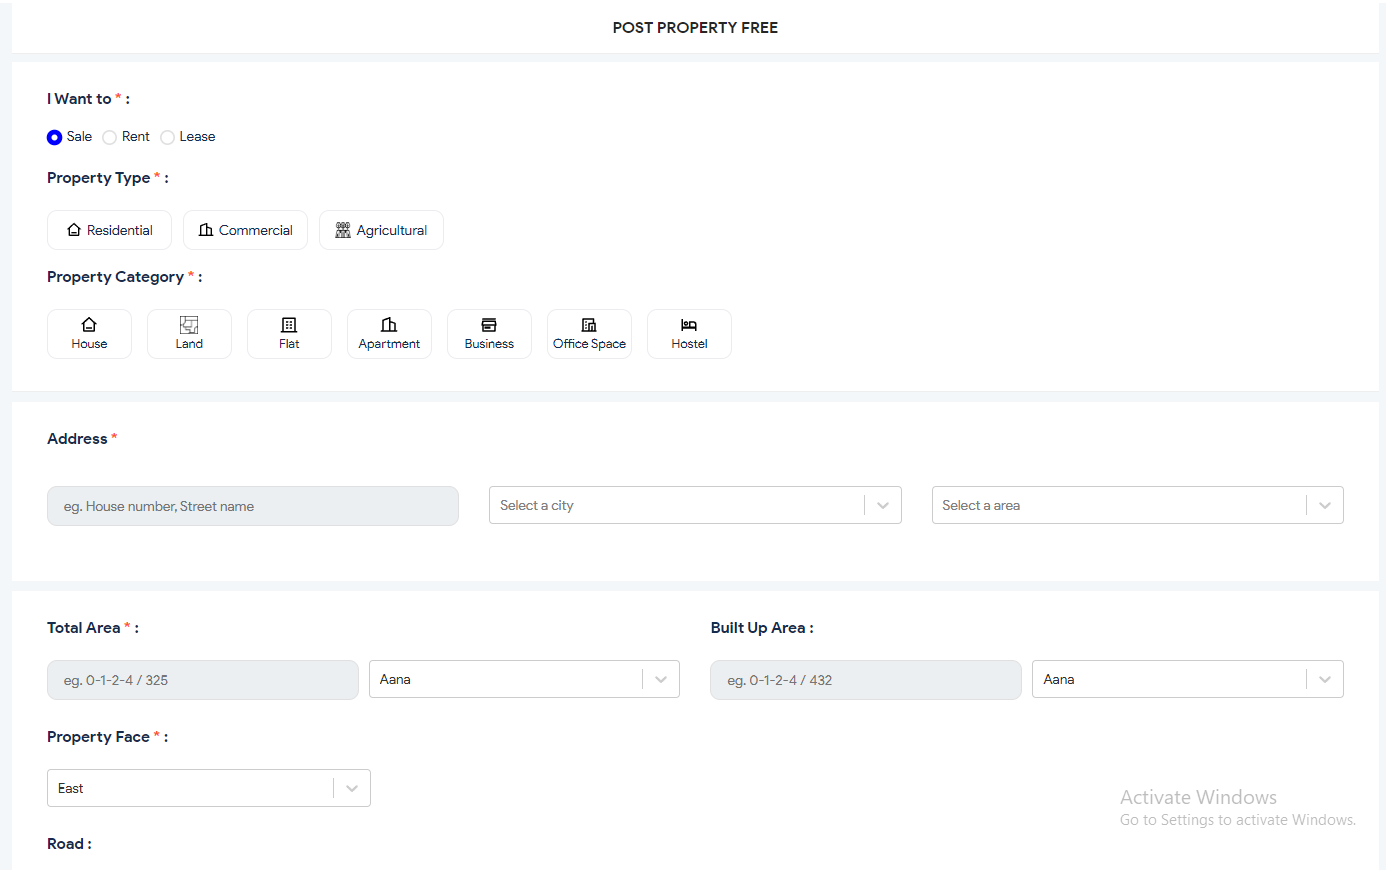 POST PROPERTY FREE
I Want to * :
Sale Rent Lease
Property Type * :
Residential Commercial Agricultural
Property Category * :
House Land Flat Apartment Business Office Space Hostel
Address *
eg. House number, Street name Select a city Select a area
Total Area * : Built Up Area :
eg. 0-1-2-4 / 325 Aana eg. 0-1-2-4 / 432 Aana
Property Face * :
East
Activate Windows
Go to Settings to activate Windows.
Road :